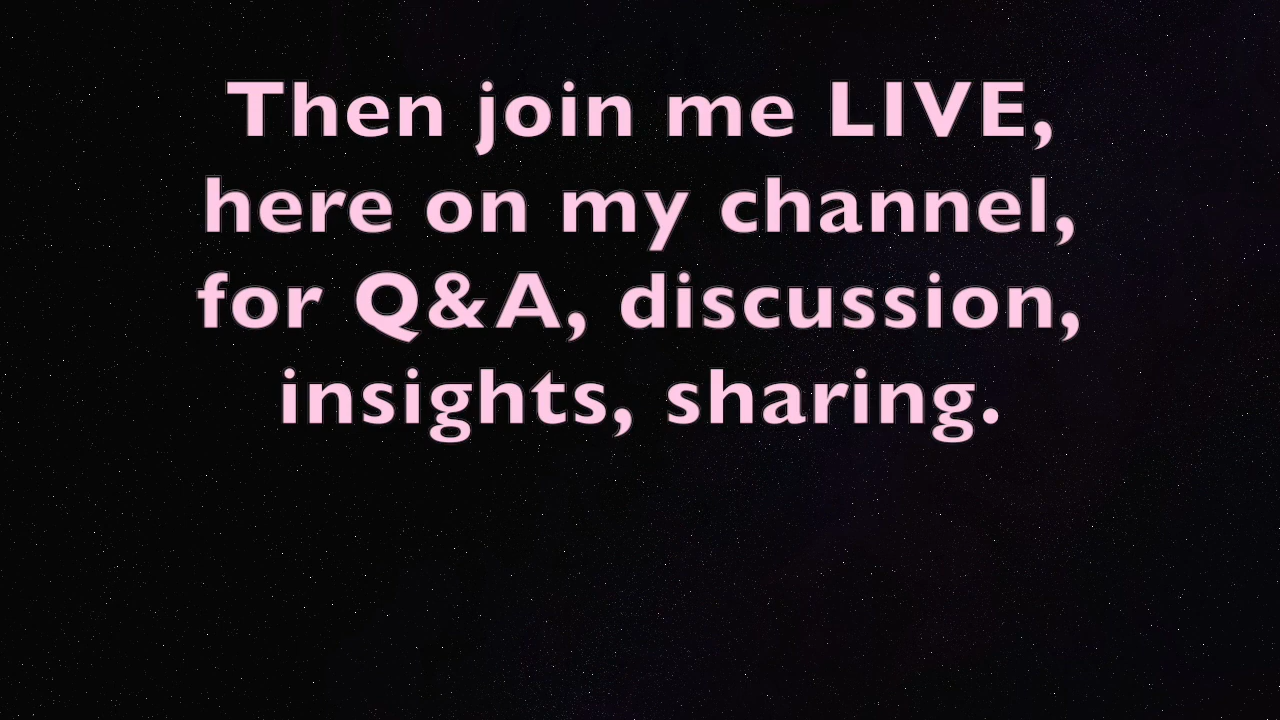 Then join me LIVE,
here on my channel,
for Q&A, discussion,
insights, sharing.